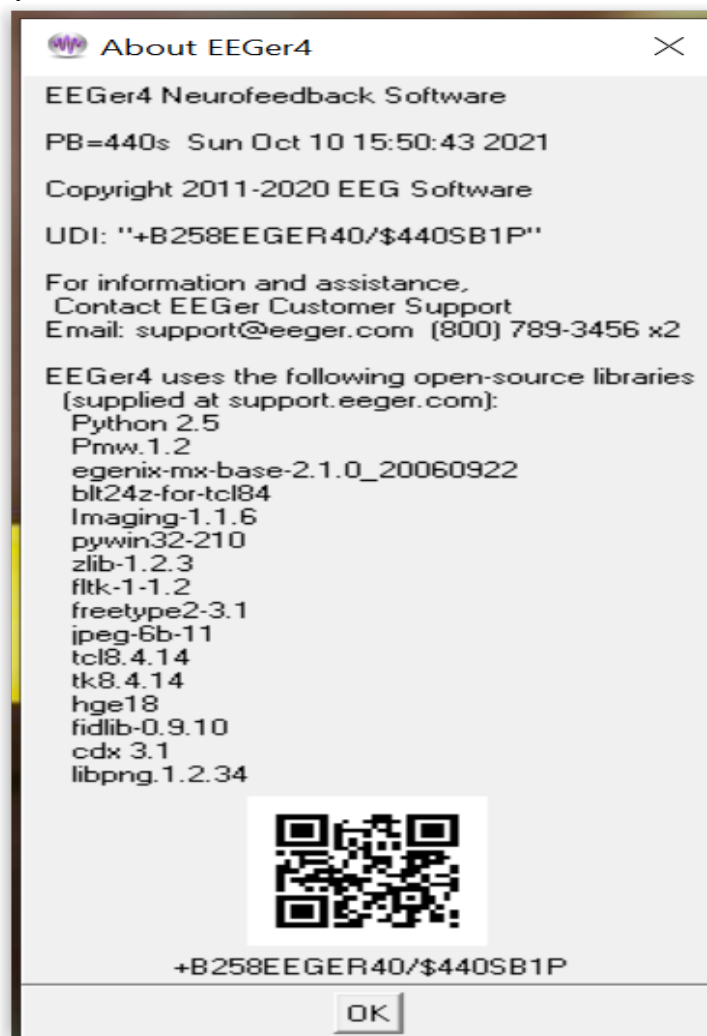 About EEGer4
EEGer4 Neurofeedback Software
PB=440s Sun Oct 10 15:50:43 2021
Copyright 2011-2020 EEG Software
UDI: "+B258EEGER40/$440SB1P"
For information and assistance,
Contact EEGer Customer Support
Email: support@eeger.com (800) 789-3456 x2
EEGer4 uses the following open-source libraries
(supplied at support.eeger.com):
Python 2.5
Pmw.1.2
egenix-mx-base-2.1.0_20060922
blt24z-for-tcl84
Imaging-1.1.6
pywin32-210
zlib-1.2.3
fltk-1-1.2
freetype2-3.1
jpeg-6b-11
tcl8.4.14
tk8.4.14
hge18
fidlib-0.9.10
cdx 3.1
libpng.1.2.34
+B258EEGER40/$440SB1P
OK